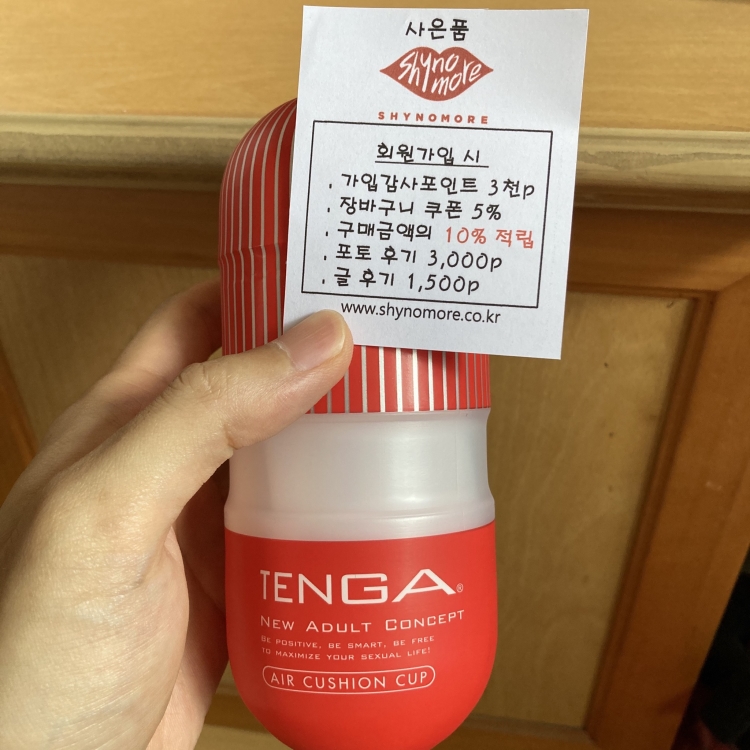 사은품
shyno
more
SHYNOMORE
회원가입 시
. 가입감사포인트 3천p
. 장바구니 쿠폰 5%
. 구매금액의 10% 적립
. 포토 후기 3,000p
. 글 후기 1,500p
www.shynomore.co.kr
TENGA®
NEW ADULT CONCEPT
BE POSITIVE, BE SMART, BE FREE
TO MAXIMIZE YOUR SEXUAL LIFE!
AIR CUSHION CUP